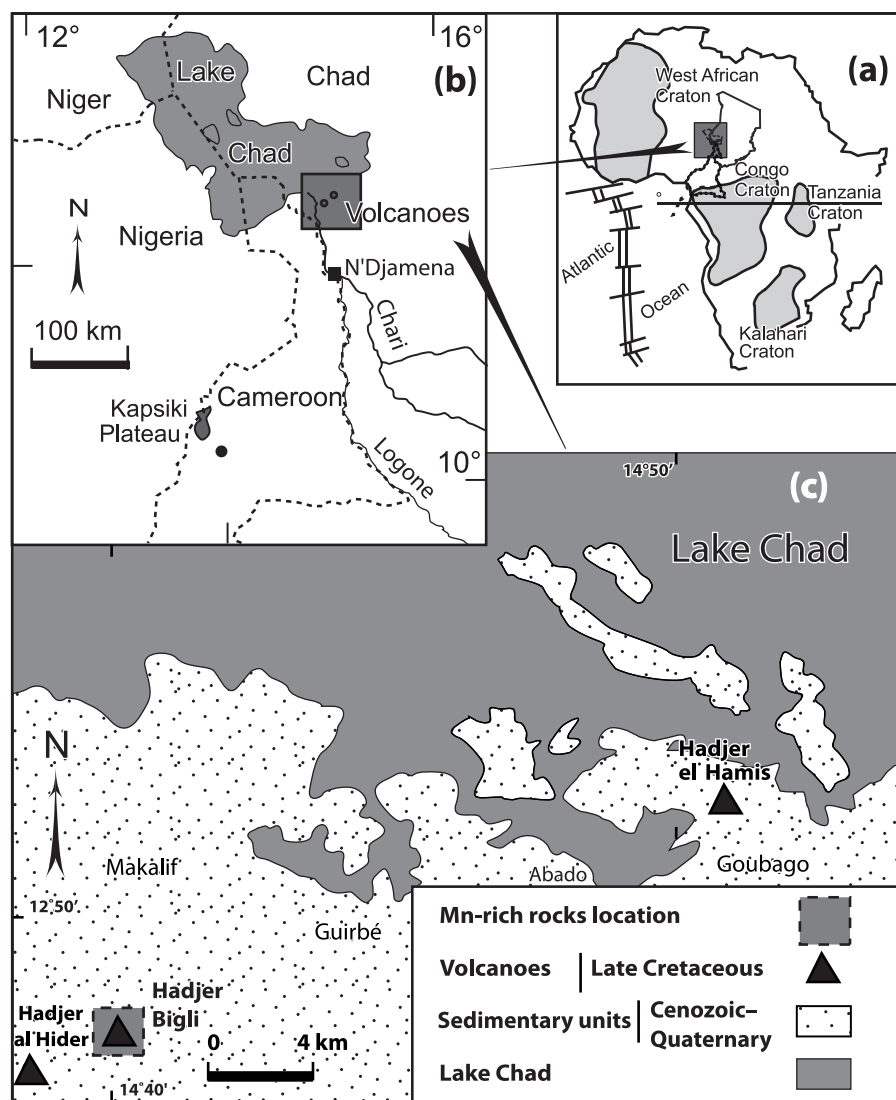 12°
16°
Lake
Chad
(b)
Niger
Chad
N
Nigeria
Volcanoes
N'Djamena
100 km
Chari
Cameroon
Kapsiki
Plateau
Logone
10°
(a)
West African
Craton
Congo
Craton
Tanzania
Craton
Atlantic
Ocean
Kalahari
Craton
14°50'
(c)
Lake Chad
N
Hadjer
el Hamis
Makalif
Abado
Goubago
12°50'
Guirbé
Hadjer
Bigli
Hadjer
al Hider
0 4 km
14°40'
Mn-rich rocks location
Volcanoes | Late Cretaceous
Sedimentary units | Cenozoic–
Quaternary
Lake Chad